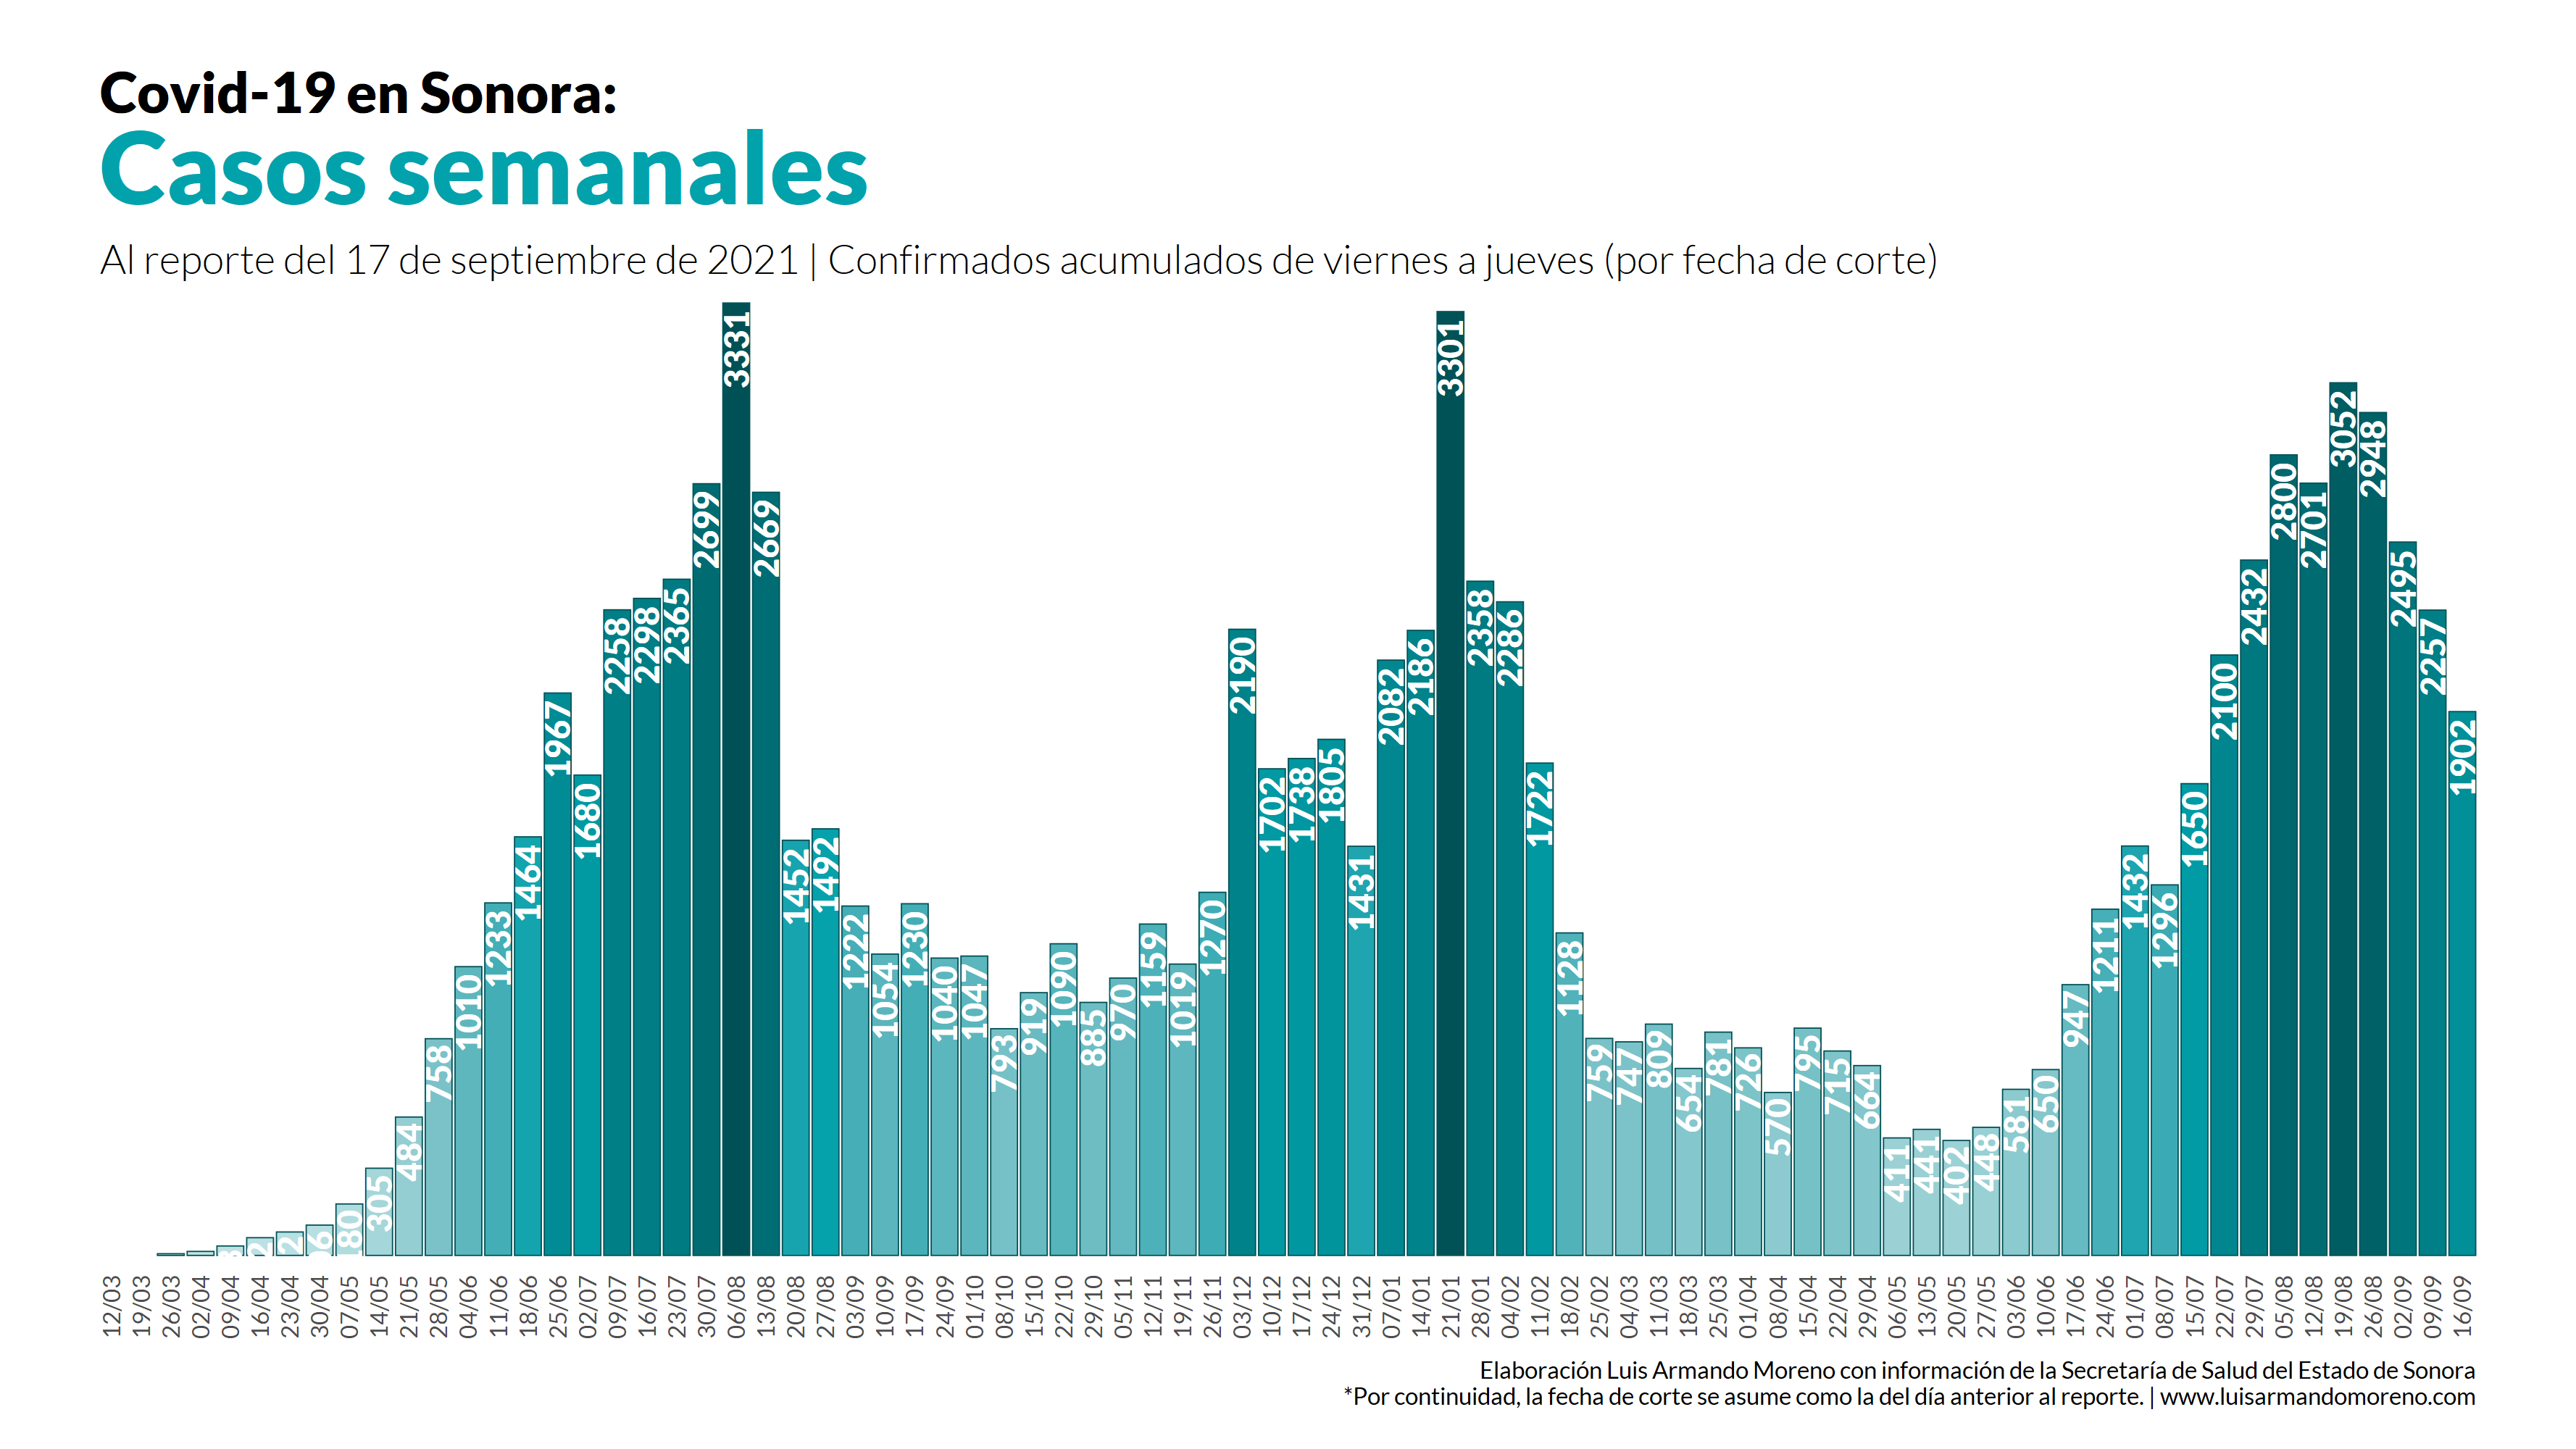 Covid-19 en Sonora:
Casos semanales
Al reporte del 17 de septiembre de 2021 | Confirmados acumulados de viernes a jueves (por fecha de corte)
305 484 758 1010 1233 1464 1967 1680 2258 2298 2365 2699 3331 2669 1452 1492 1222 1054 1230 1040 1047 793 919 1090 885 970 1159 1019 1270 2190 1702 1738 1805 1431 2082 2186 3301 2358 2286 1722 1128 759 747 809 654 781 726 570 795 715 664 411 441 402 448 581 650 947 1211 1432 1296 1650 2100 2432 2800 2701 3052 2948 2495 2257 1902
12/03 19/03 26/03 02/04 09/04 16/04 23/04 30/04 07/05 14/05 21/05 28/05 04/06 11/06 18/06 25/06 02/07 09/07 16/07 23/07 30/07 06/08 13/08 20/08 27/08 03/09 10/09 17/09 24/09 01/10 08/10 15/10 22/10 29/10 05/11 12/11 19/11 26/11 03/12 10/12 17/12 24/12 31/12 07/01 14/01 21/01 28/01 04/02 11/02 18/02 25/02 04/03 11/03 18/03 25/03 01/04 08/04 15/04 22/04 29/04 06/05 13/05 20/05 27/05 03/06 10/06 17/06 24/06 01/07 08/07 15/07 22/07 29/07 05/08 12/08 19/08 26/08 02/09 09/09 16/09
Elaboración Luis Armando Moreno con información de la Secretaría de Salud del Estado de Sonora
*Por continuidad, la fecha de corte se asume como la del día anterior al reporte. | www.luisarmandomoreno.com